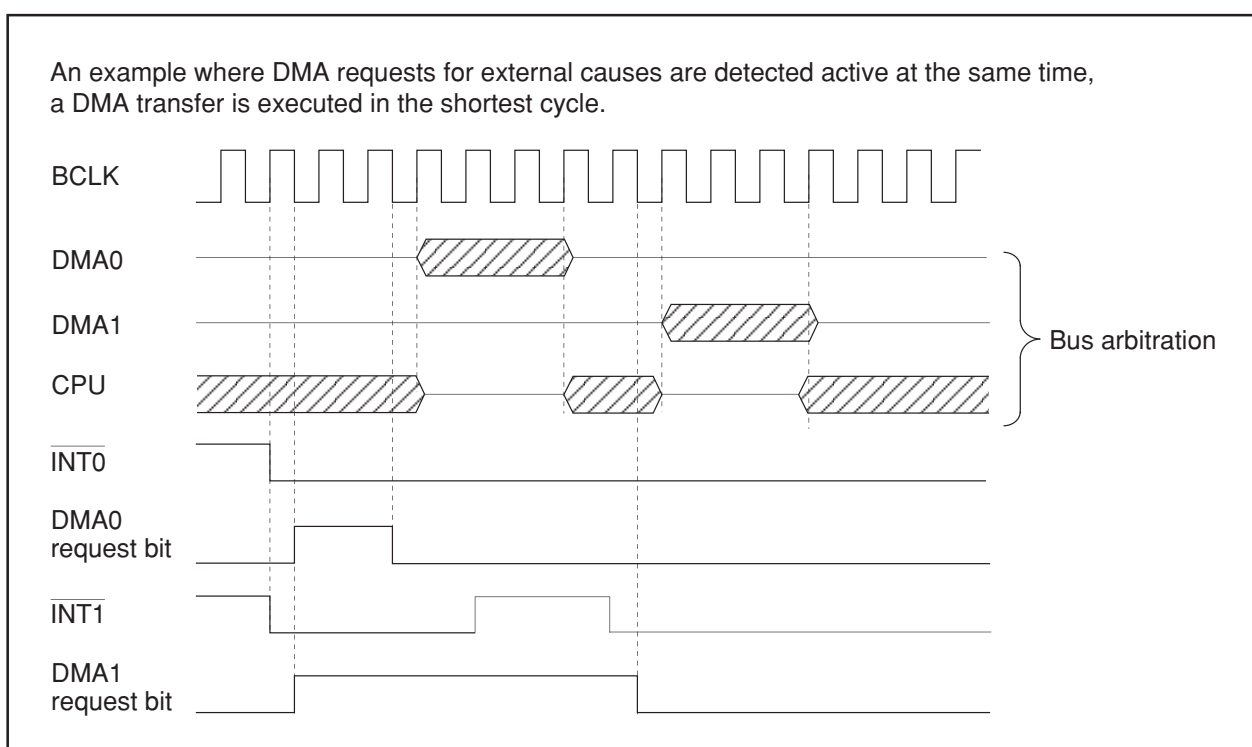 An example where DMA requests for external causes are detected active at the same time,
a DMA transfer is executed in the shortest cycle.
BCLK
DMA0
DMA1
Bus arbitration
CPU
INT0
DMA0
request bit
INT1
DMA1
request bit